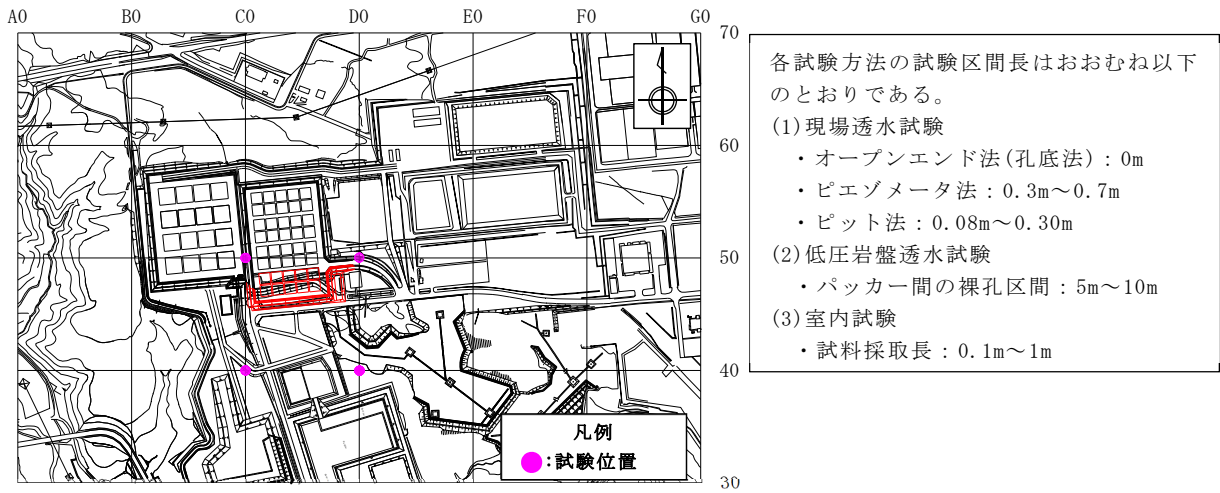 A0 B0 C0 D0 E0 F0 G0
70
60
50
40
30
凡例
●:試験位置
各試験方法の試験区間長はおおむね以下
のとおりである。
(1)現場透水試験
・オープンエンド法(孔底法)：0m
・ピエゾメータ法：0.3m～0.7m
・ピット法：0.08m～0.30m
(2)低圧岩盤透水試験
・パッカー間の裸孔区間：5m～10m
(3)室内試験
・試料採取長：0.1m～1m